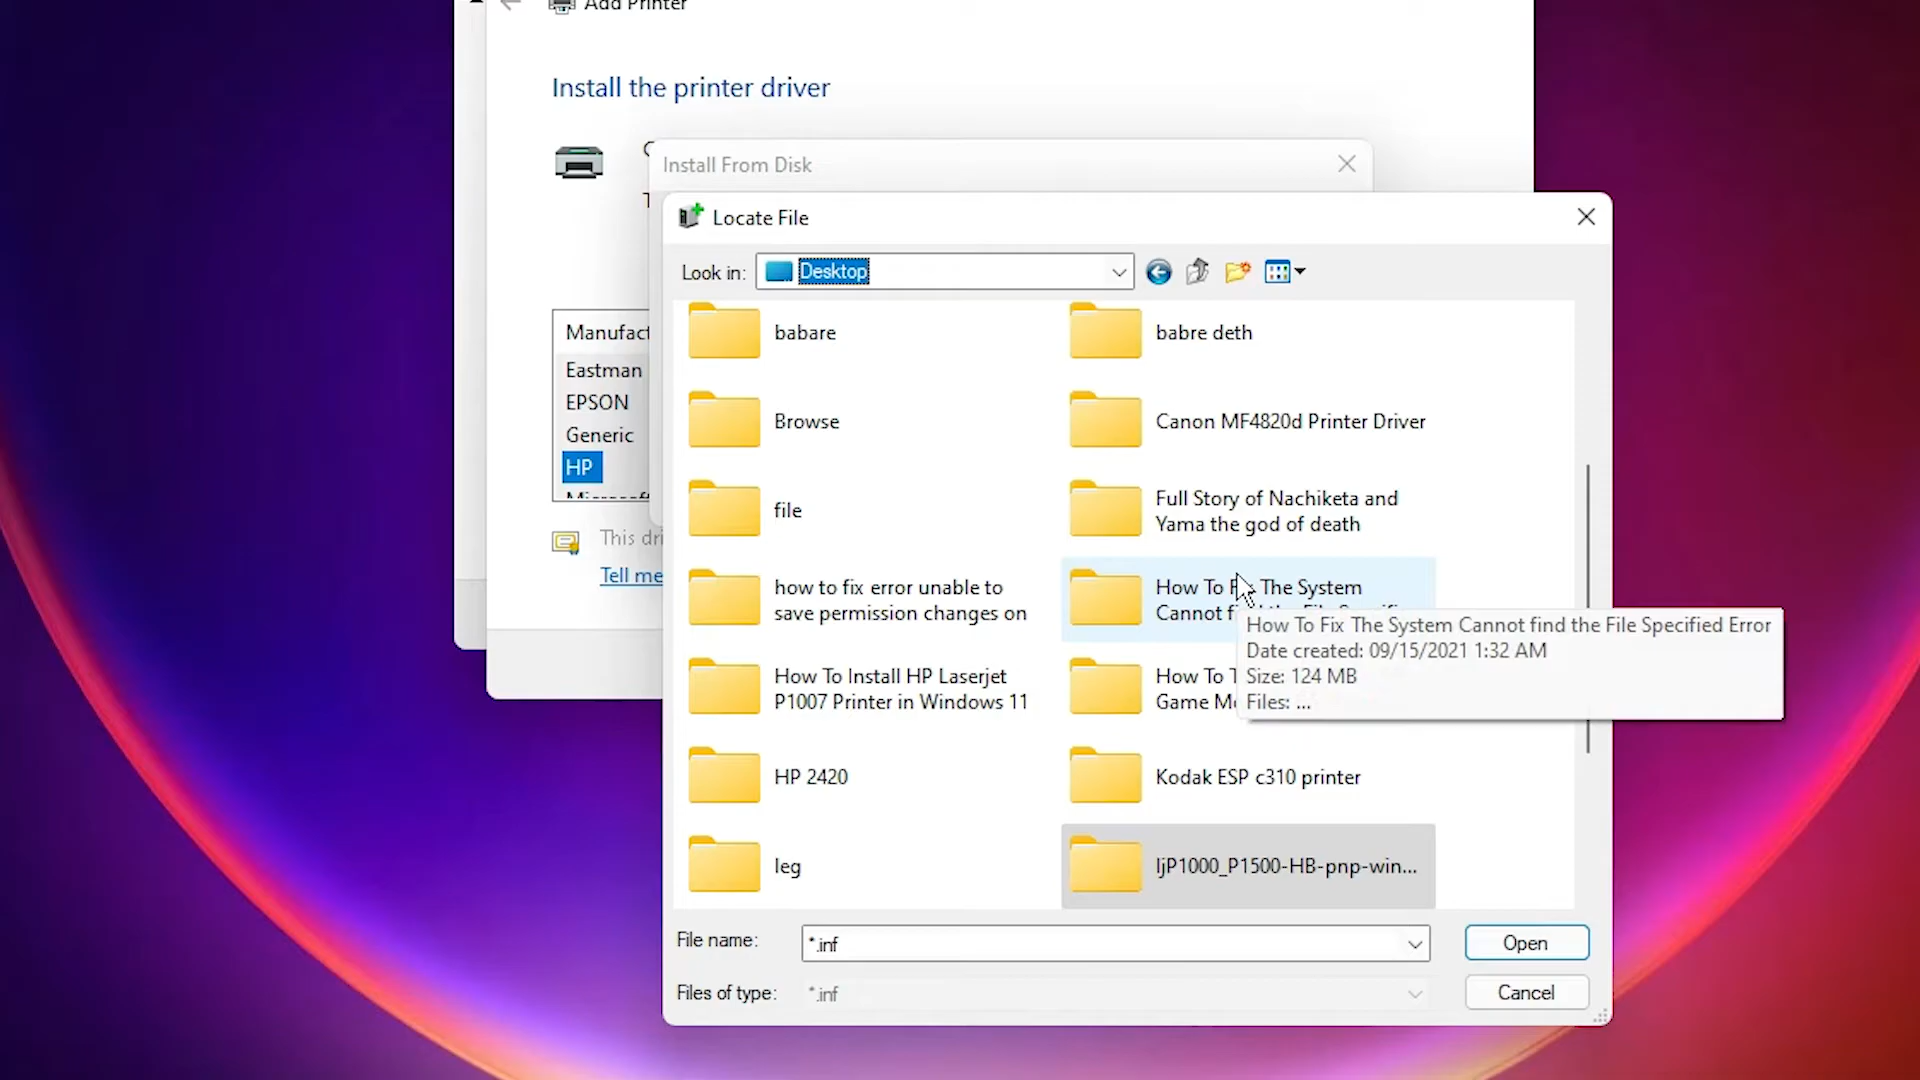 Add Printer
Install the printer driver
Install From Disk
Locate File
Look in:
Desktop
Manufact
Eastman
EPSON
Generic
HP
This dri
Tell me
babare
babre deth
Browse
Canon MF4820d Printer Driver
file
Full Story of Nachiketa and
Yama the god of death
how to fix error unable to
save permission changes on
How To Fix The System
Cannot
How To Fix The System Cannot find the File Specified Error
Date created: 09/15/2021 1:32 AM
Size: 124 MB
Files: ...
How To Install HP Laserjet
P1007 Printer in Windows 11
How To T
Game Mo
HP 2420
Kodak ESP c310 printer
leg
ljP1000_P1500-HB-pnp-win...
File name:
*.inf
Open
Files of type:
*.inf
Cancel